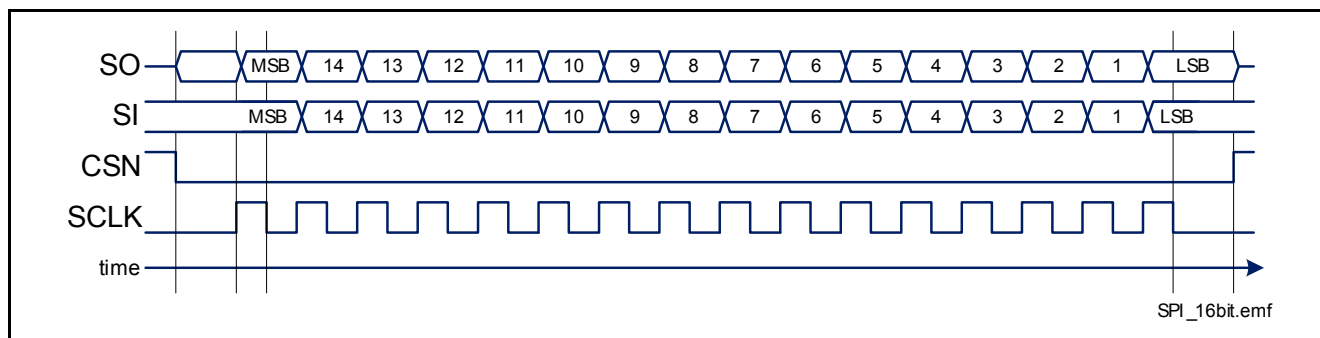 SO MSB 14 13 12 11 10 9 8 7 6 5 4 3 2 1 LSB
SI MSB 14 13 12 11 10 9 8 7 6 5 4 3 2 1 LSB
CSN
SCLK
time
SPI_16bit.emf